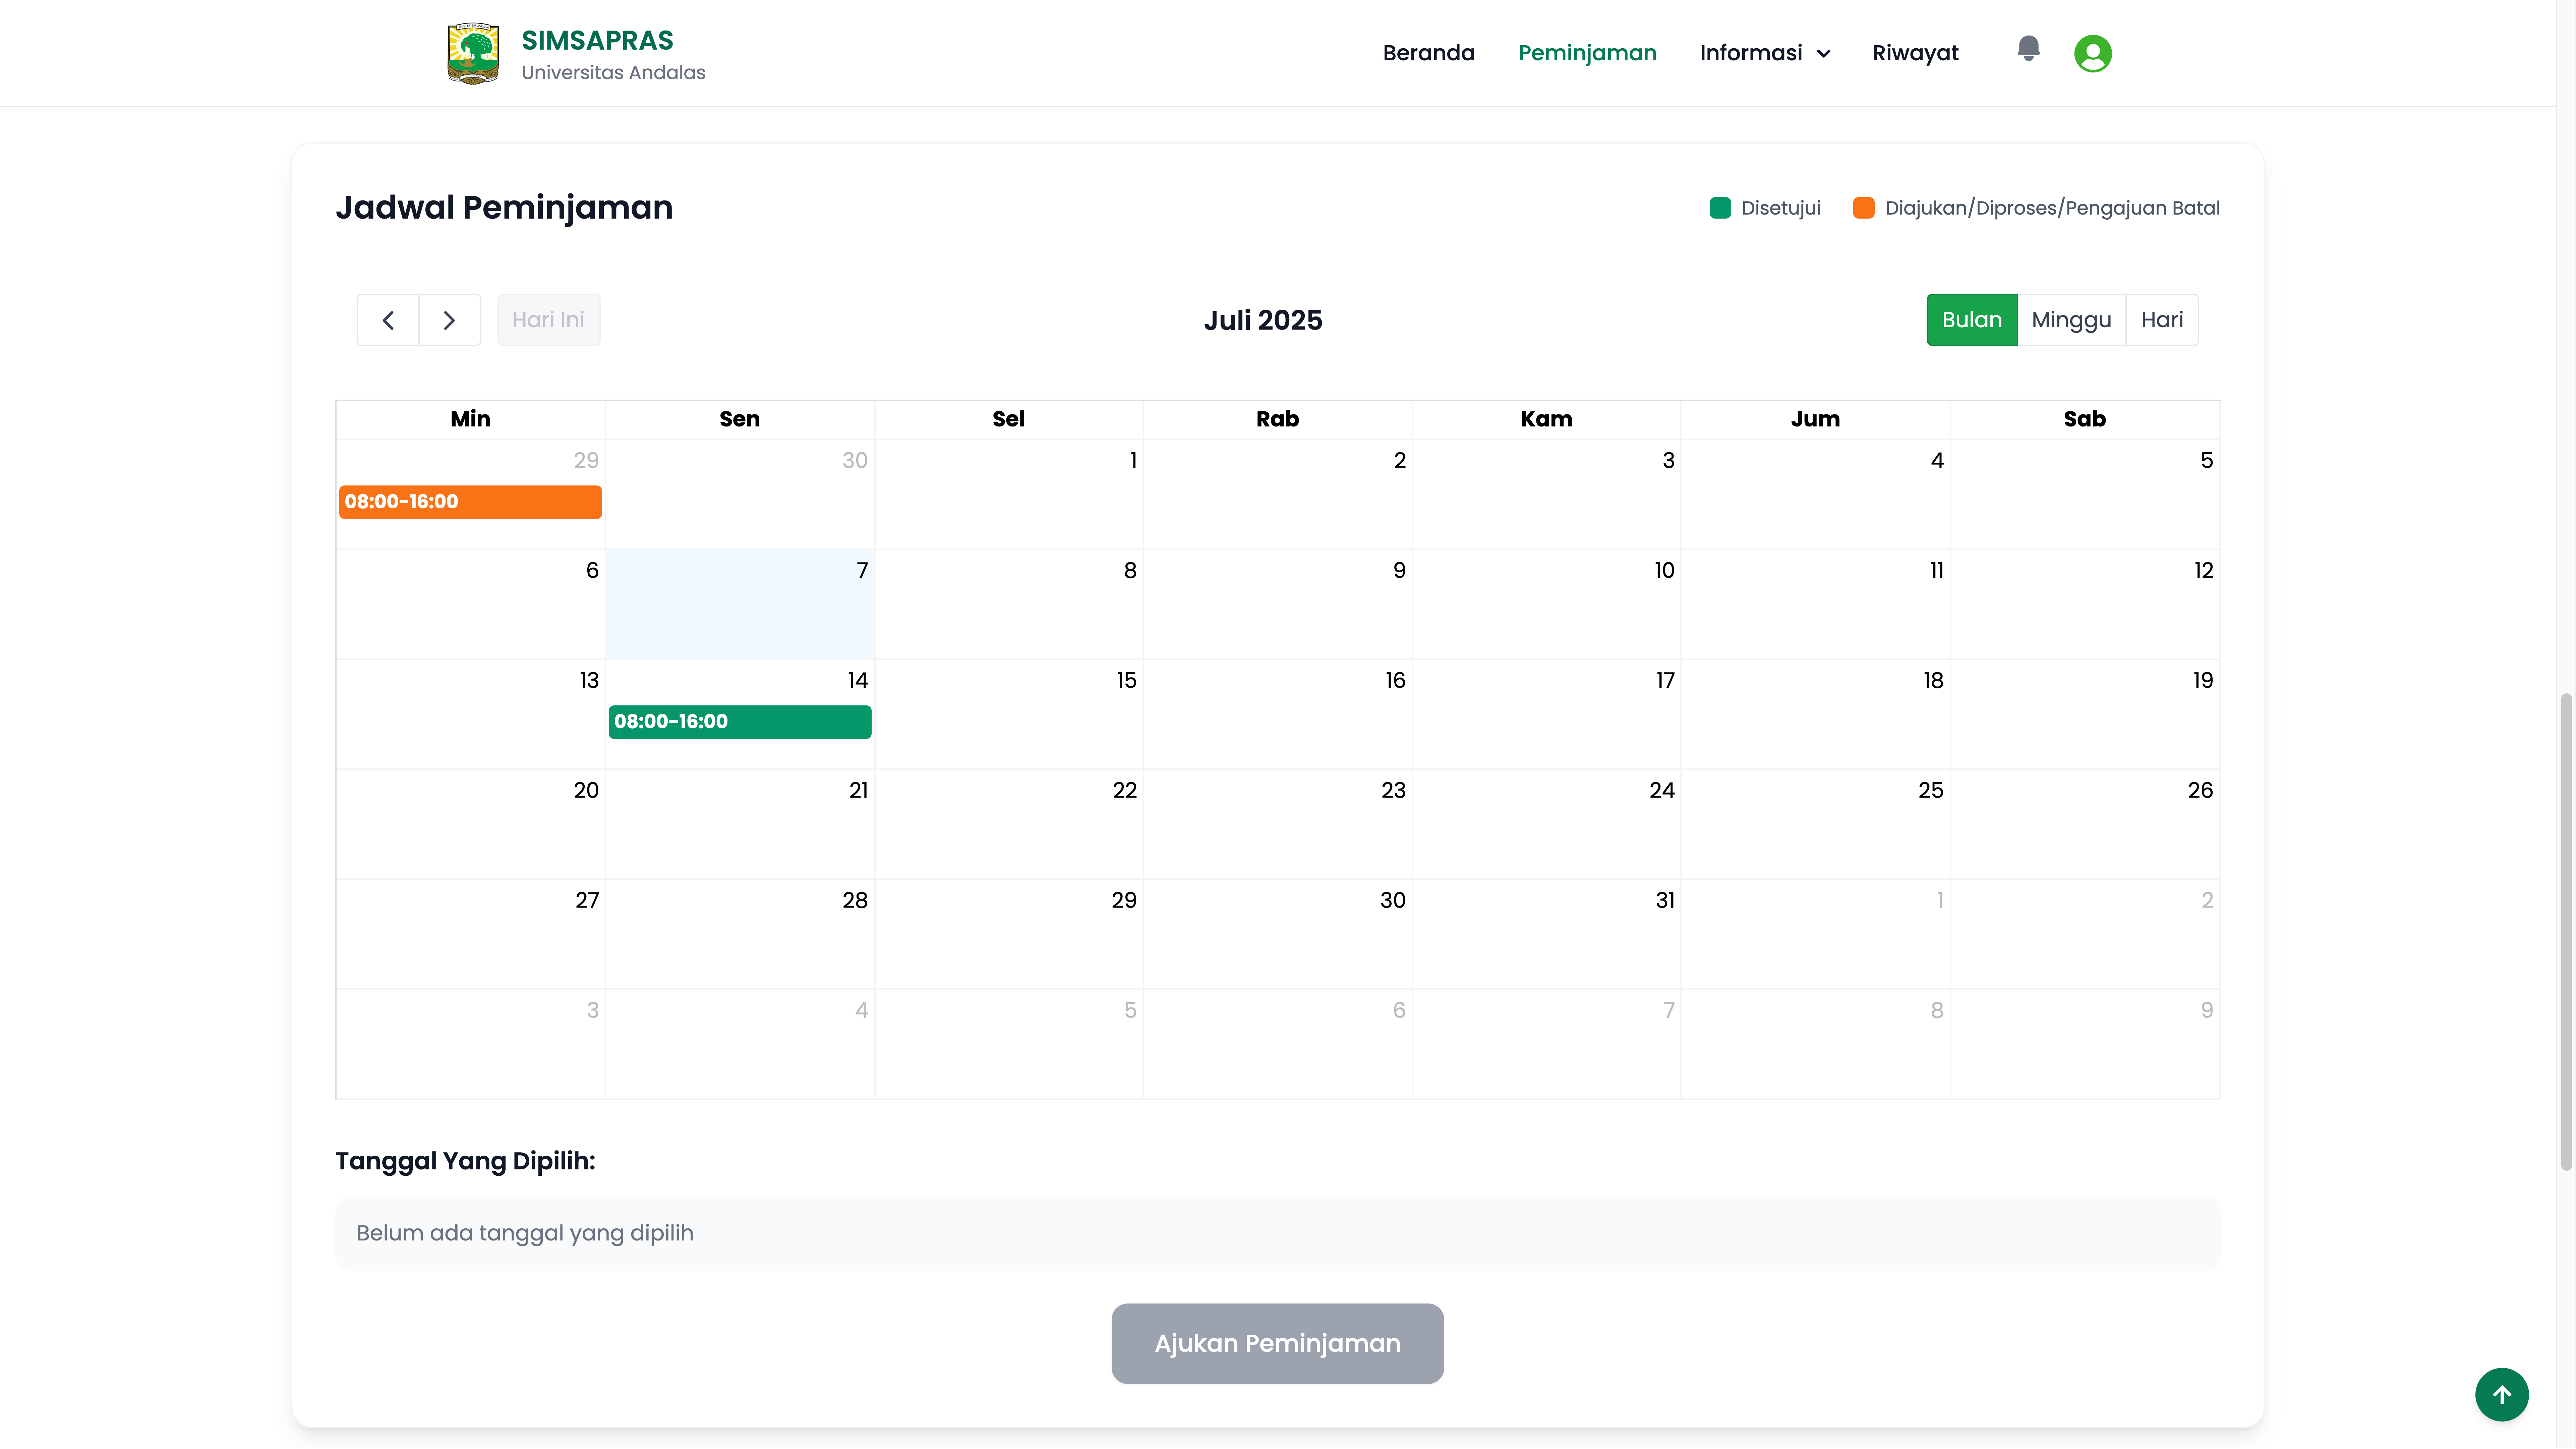 SIMSAPRAS
Universitas Andalas
Beranda Peminjaman Informasi Riwayat
Jadwal Peminjaman
Disetujui Diajukan/Diproses/Pengajuan Batal
Hari Ini Juli 2025 Bulan Minggu Hari
Min Sen Sel Rab Kam Jum Sab
29 30 1 2 3 4 5
08:00-16:00
6 7 8 9 10 11 12
13 14 15 16 17 18 19
08:00-16:00
20 21 22 23 24 25 26
27 28 29 30 31 1 2
3 4 5 6 7 8 9
Tanggal Yang Dipilih:
Belum ada tanggal yang dipilih
Ajukan Peminjaman